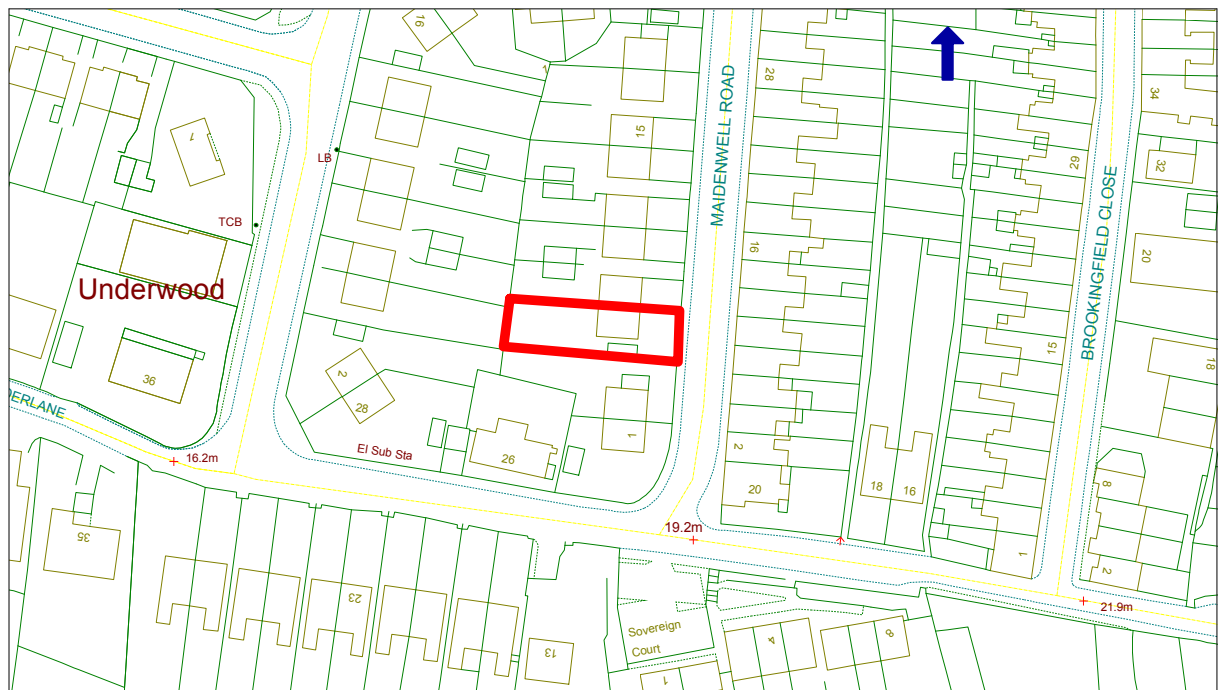 16
28
34
1
15
LB
32
29
MAIDENWELL ROAD
BROOKINGFIELD CLOSE
TCB
16
20
Underwood
15
18
36
2
28
DERLANE
El Sub Sta
26
1
2
16.2m
20
18
16
8
19.2m
35
1
2
23
21.9m
Sovereign
Court
4
8
13
1